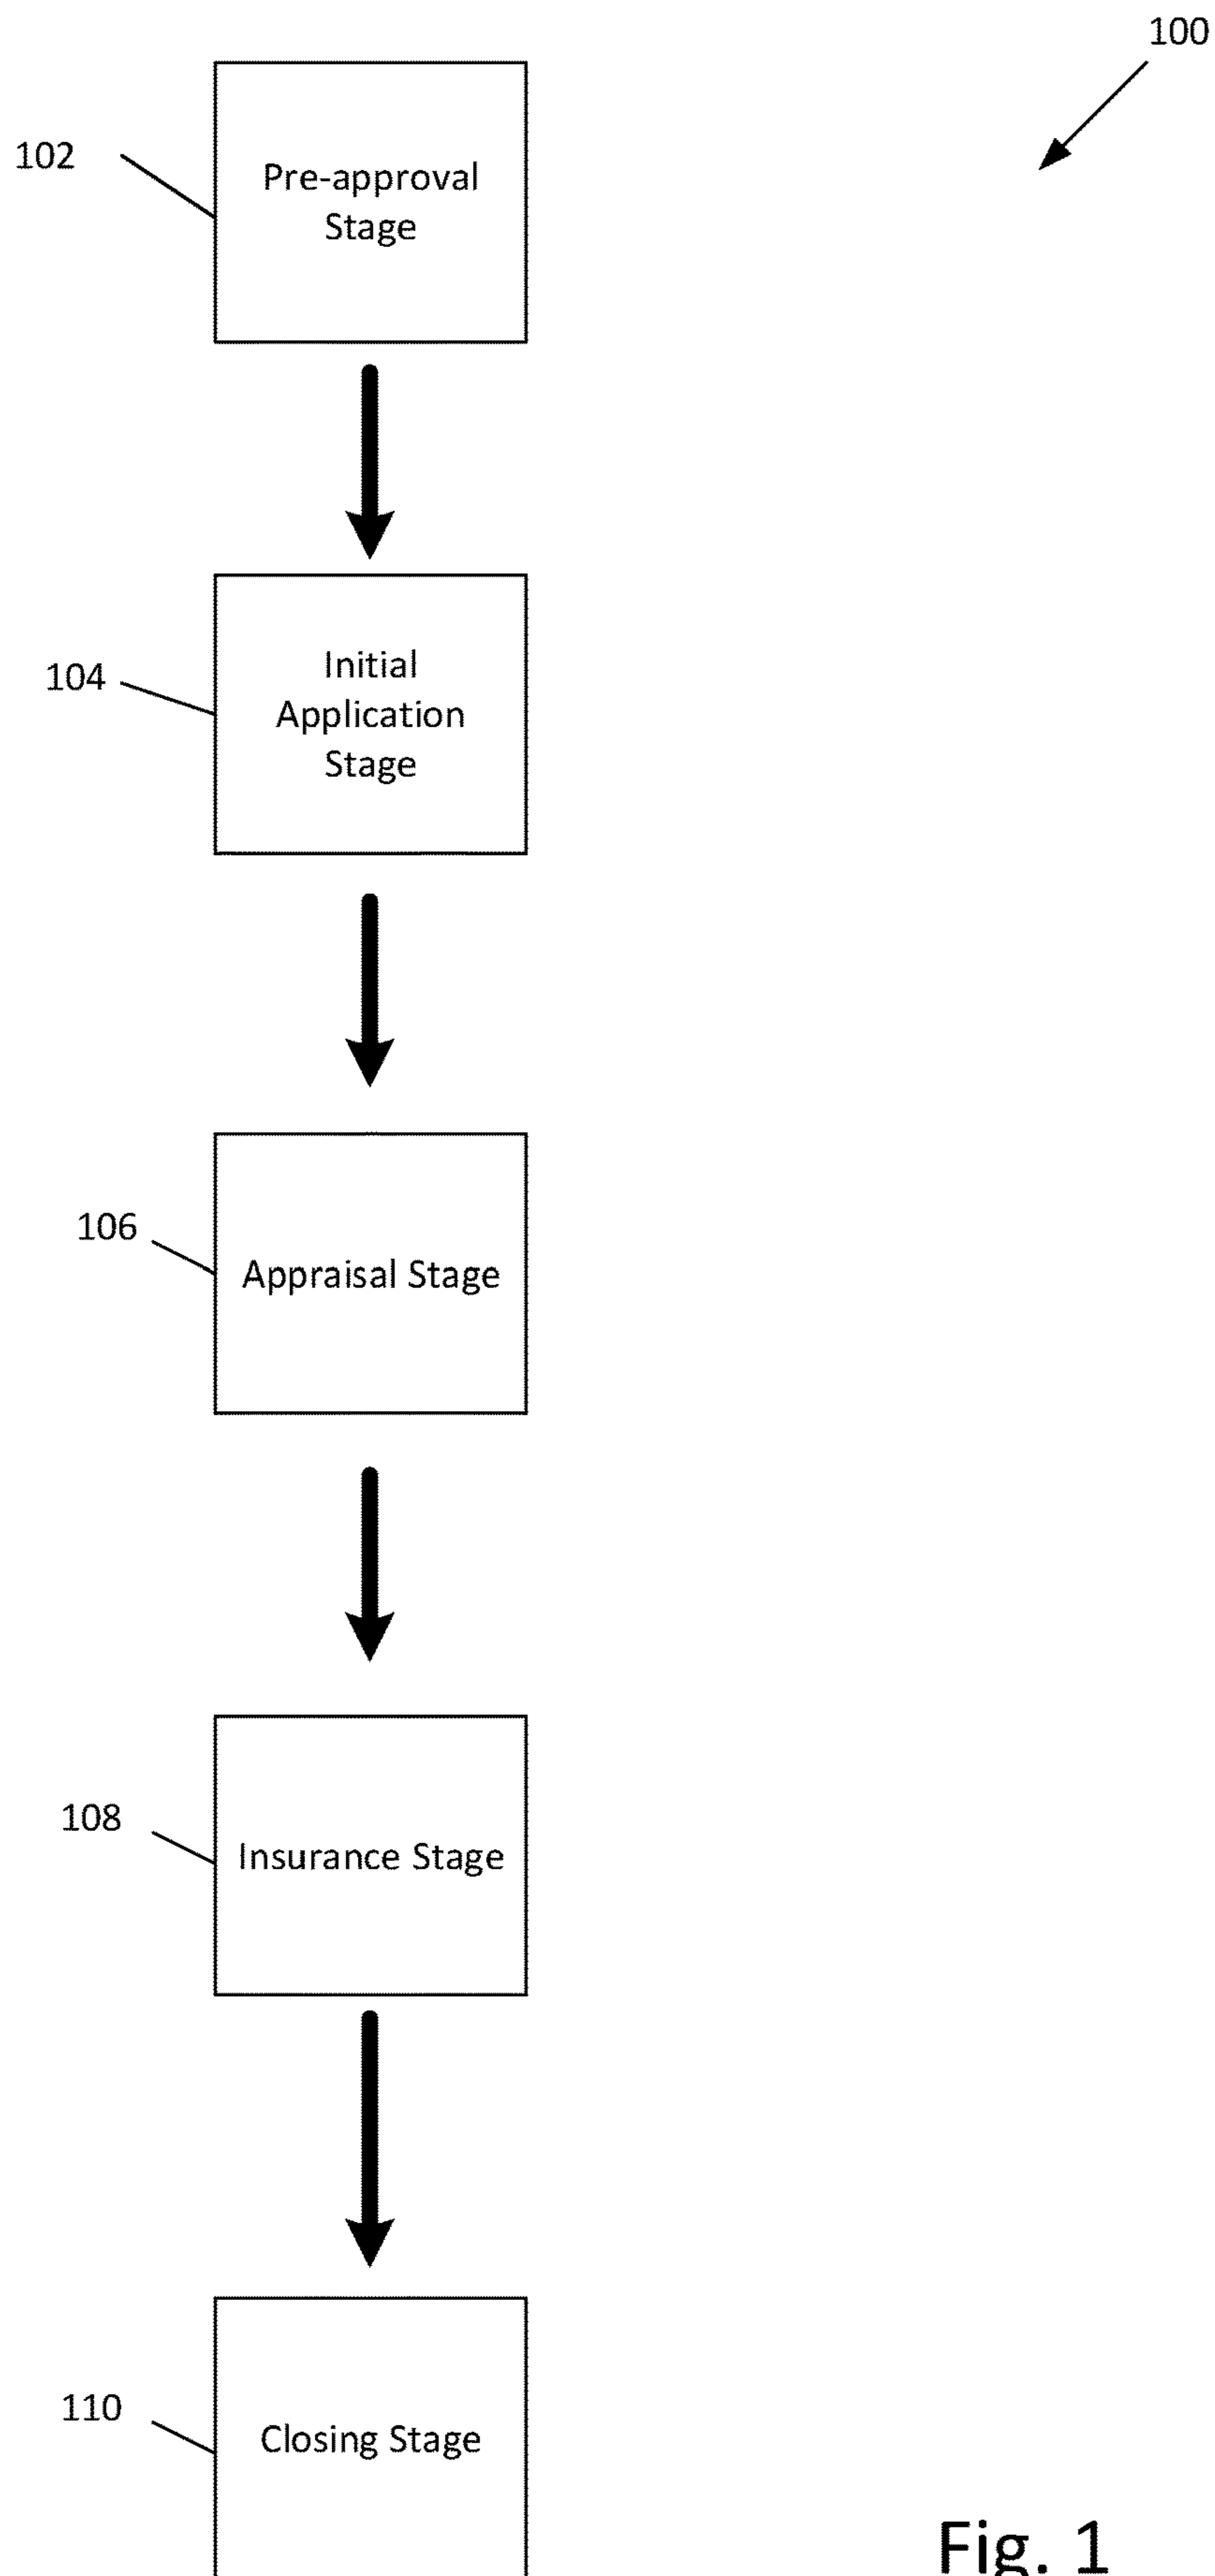 100
102
Pre-approval
Stage
104
Initial
Application
Stage
106
Appraisal Stage
108
Insurance Stage
110
Closing Stage
Fig. 1